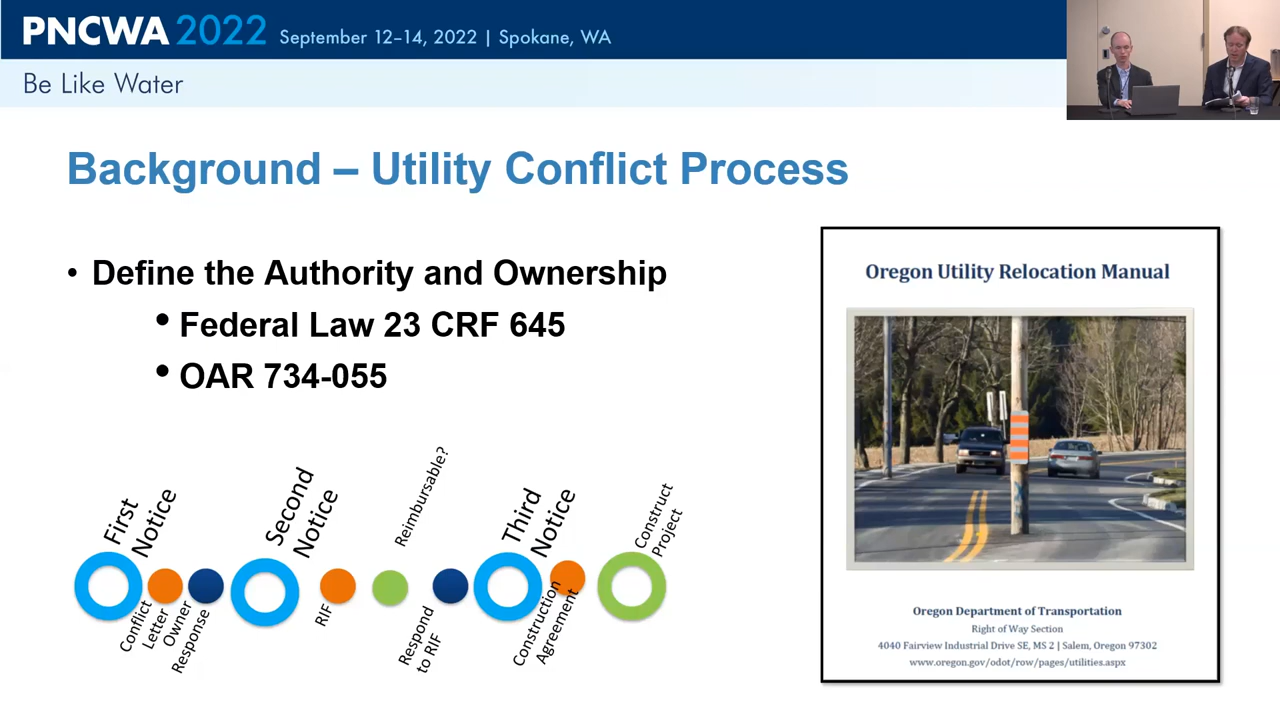 PNCWA 2022 September 12–14, 2022 | Spokane, WA
Be Like Water
Background – Utility Conflict Process
• Define the Authority and Ownership
• Federal Law 23 CRF 645
• OAR 734-055
First
Notice
Conflict
Letter
Owner
Response
Second
Notice
RIF
Reimbursable?
Respond
to RIF
Third
Notice
Construction
Agreement
Construct
Project
Oregon Utility Relocation Manual
Oregon Department of Transportation
Right of Way Section
4040 Fairview Industrial Drive SE, MS 2 | Salem, Oregon 97302
www.oregon.gov/odot/row/pages/utilities.aspx